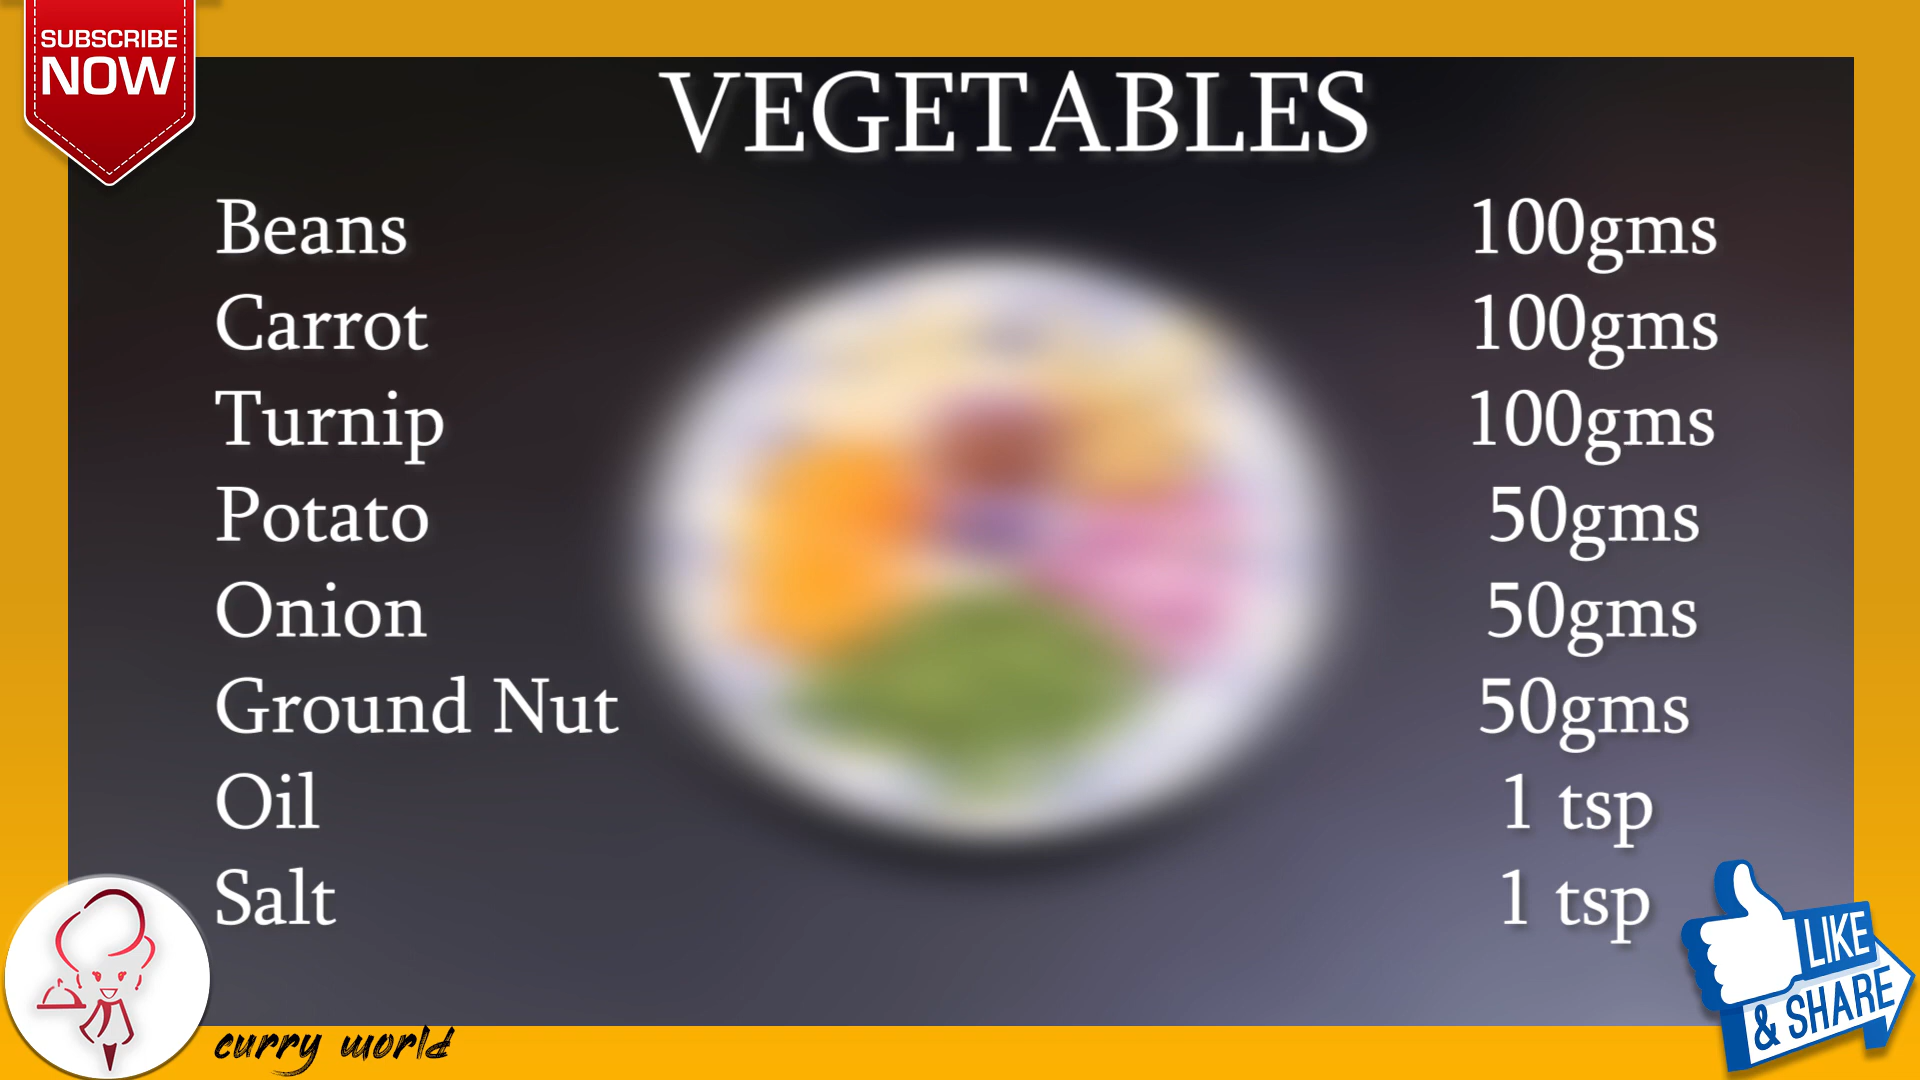 SUBSCRIBE
NOW
VEGETABLES
Beans 100gms
Carrot 100gms
Turnip 100gms
Potato 50gms
Onion 50gms
Ground Nut 50gms
Oil 1 tsp
Salt 1 tsp
LIKE
& SHARE
curry world